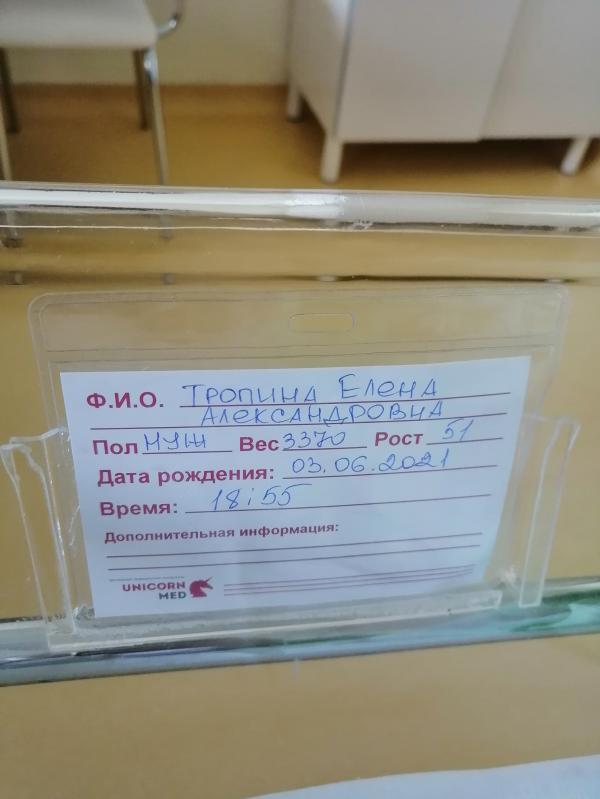 Ф.И.О. Тропина Елена
Александровна
Пол муж Вес 3370 Рост 51
Дата рождения: 03.06.2021
Время: 18:55
Дополнительная информация:
UNICORN
MED